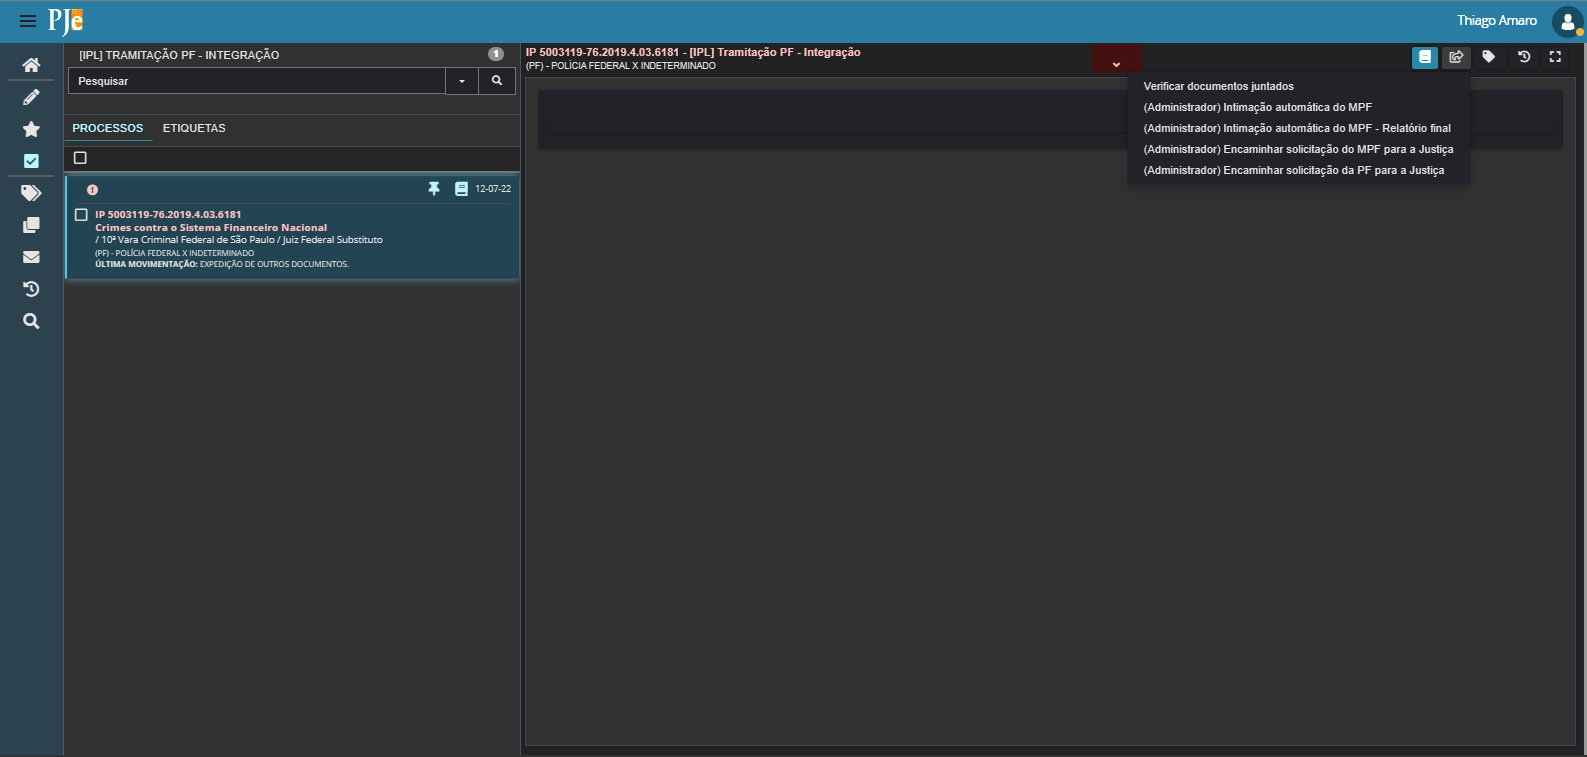 PJe
Thiago Amaro
[IPL] TRAMITAÇÃO PF - INTEGRAÇÃO
1
Pesquisar
PROCESSOS ETIQUETAS
12-07-22
IP 5003119-76.2019.4.03.6181
Crimes contra o Sistema Financeiro Nacional
/ 10ª Vara Criminal Federal de São Paulo / Juiz Federal Substituto
(PF) - POLÍCIA FEDERAL X INDETERMINADO
ÚLTIMA MOVIMENTAÇÃO: EXPEDIÇÃO DE OUTROS DOCUMENTOS.
IP 5003119-76.2019.4.03.6181 - [IPL] Tramitação PF - Integração
(PF) - POLÍCIA FEDERAL X INDETERMINADO
Verificar documentos juntados
(Administrador) Intimação automática do MPF
(Administrador) Intimação automática do MPF - Relatório final
(Administrador) Encaminhar solicitação do MPF para a Justiça
(Administrador) Encaminhar solicitação da PF para a Justiça